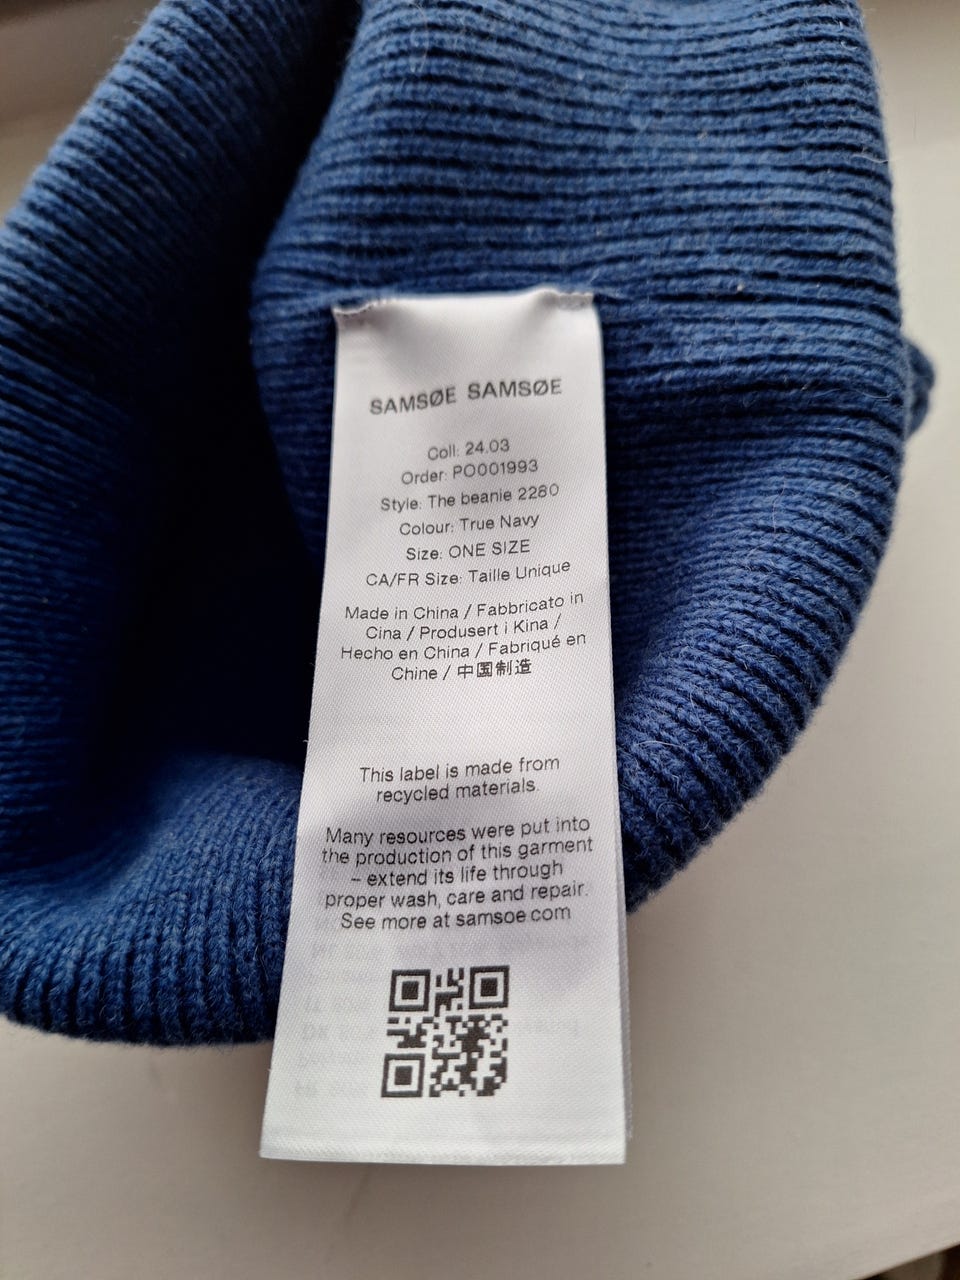 SAMSØE SAMSØE
Coll: 24.03
Order: PO001993
Style: The beanie 2280
Colour: True Navy
Size: ONE SIZE
CA/FR Size: Taille Unique
Made in China / Fabbricato in
Cina / Produsert i Kina /
Hecho en China / Fabriqué en
Chine / 中国制造
This label is made from
recycled materials.
Many resources were put into
the production of this garment
– extend its life through
proper wash, care and repair.
See more at samsoe.com